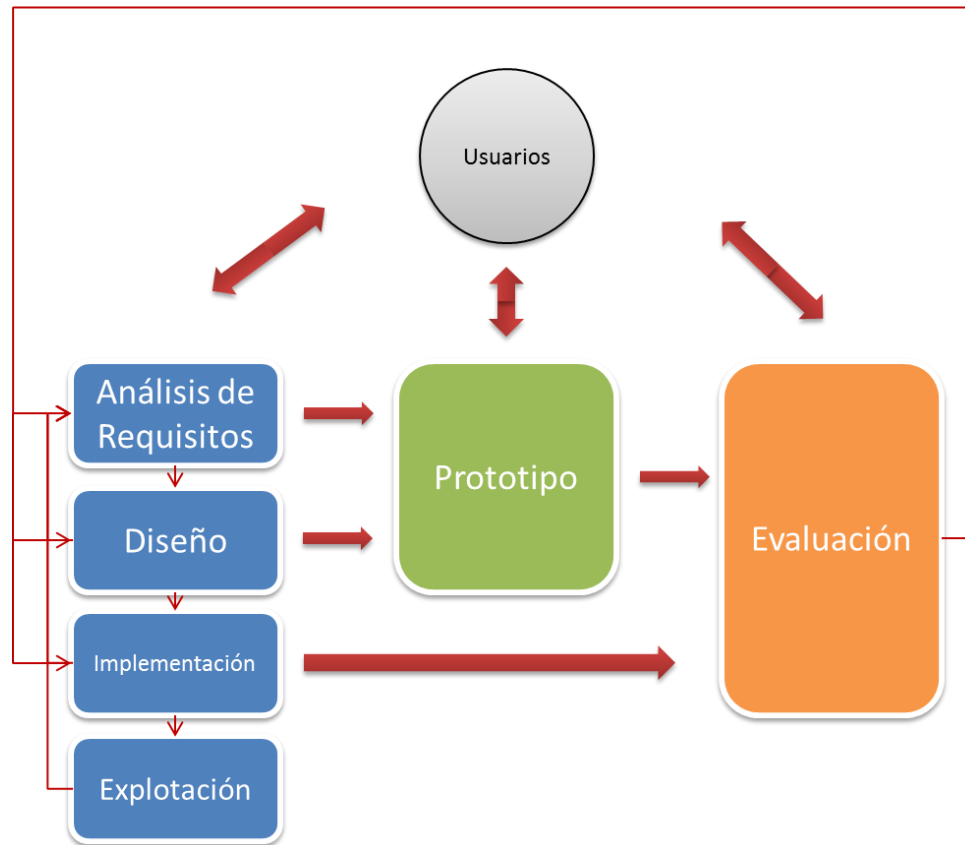 Usuarios
Análisis de
Requisitos
Prototipo
Diseño
Evaluación
Implementación
Explotación